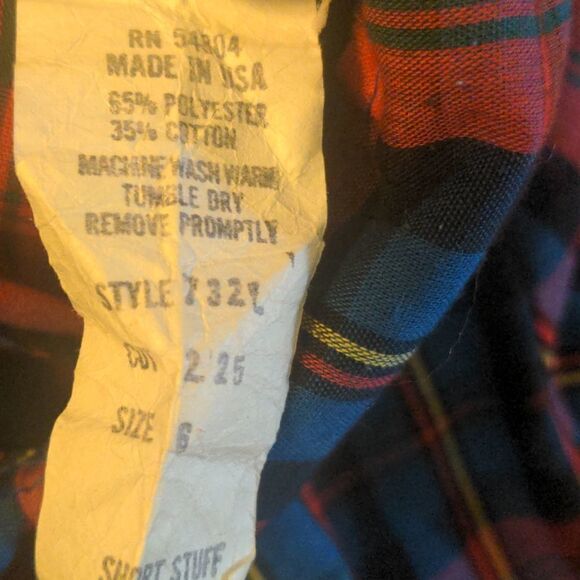 RN 54804
MADE IN USA
65% POLYESTER
35% COTTON
MACHINE WASH WARM
TUMBLE DRY
REMOVE PROMPTLY
STYLE 732
CUT 2 25
SIZE 6
SHORT STUFF